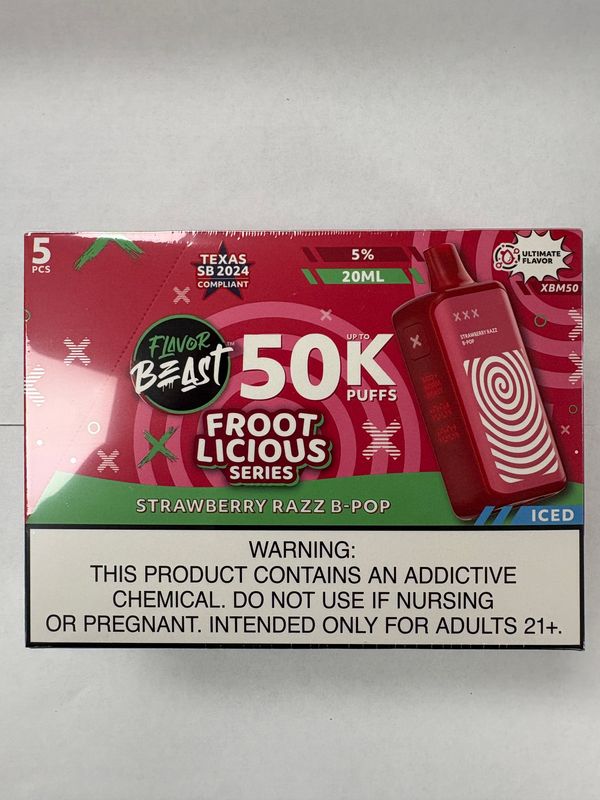 5
PCS
TEXAS
SB 2024
COMPLIANT
5%
20ML
ULTIMATE
FLAVOR
XBM50
FLAVOR
BEAST™
50K
UP TO
PUFFS
FROOT
LICIOUS
SERIES
XXX
STRAWBERRY RAZZ
B-POP
STRAWBERRY RAZZ B-POP
ICED
WARNING:
THIS PRODUCT CONTAINS AN ADDICTIVE
CHEMICAL. DO NOT USE IF NURSING
OR PREGNANT. INTENDED ONLY FOR ADULTS 21+.